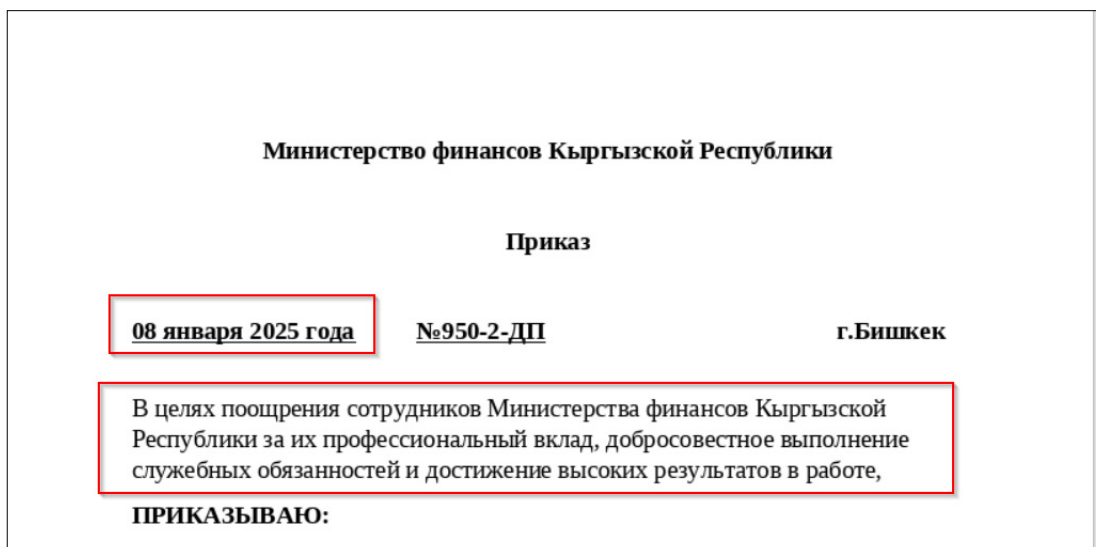 Министерство финансов Кыргызской Республики
Приказ
08 января 2025 года №950-2-ДП г.Бишкек
В целях поощрения сотрудников Министерства финансов Кыргызской
Республики за их профессиональный вклад, добросовестное выполнение
служебных обязанностей и достижение высоких результатов в работе,
ПРИКАЗЫВАЮ: